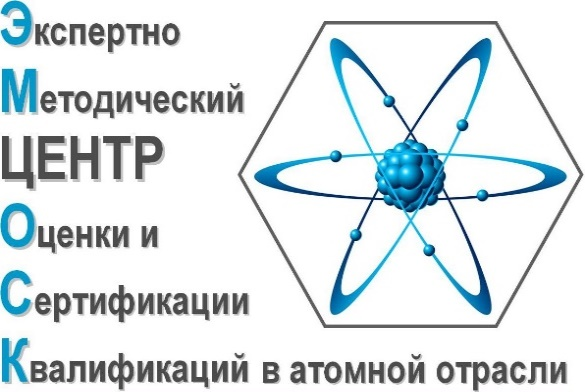 Экспертно
Методический
ЦЕНТР
Оценки и
Сертификации
Квалификаций в атомной отрасли